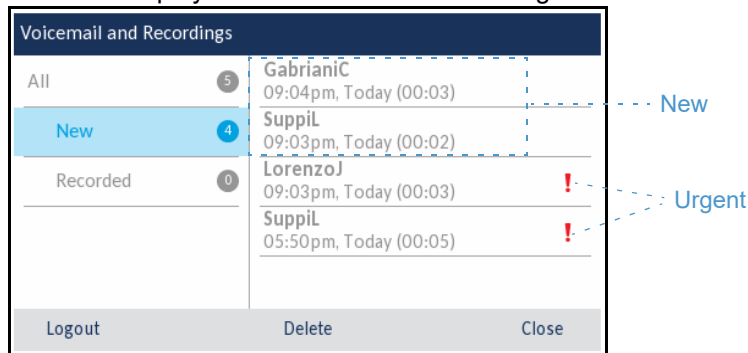 Voicemail and Recordings
All 5
New 4
Recorded 0
GabrianiC
09:04pm, Today (00:03)
SuppiL
09:03pm, Today (00:02)
LorenzoJ
09:03pm, Today (00:03) !
SuppiL
05:50pm, Today (00:05) !
New
Urgent
Logout Delete Close